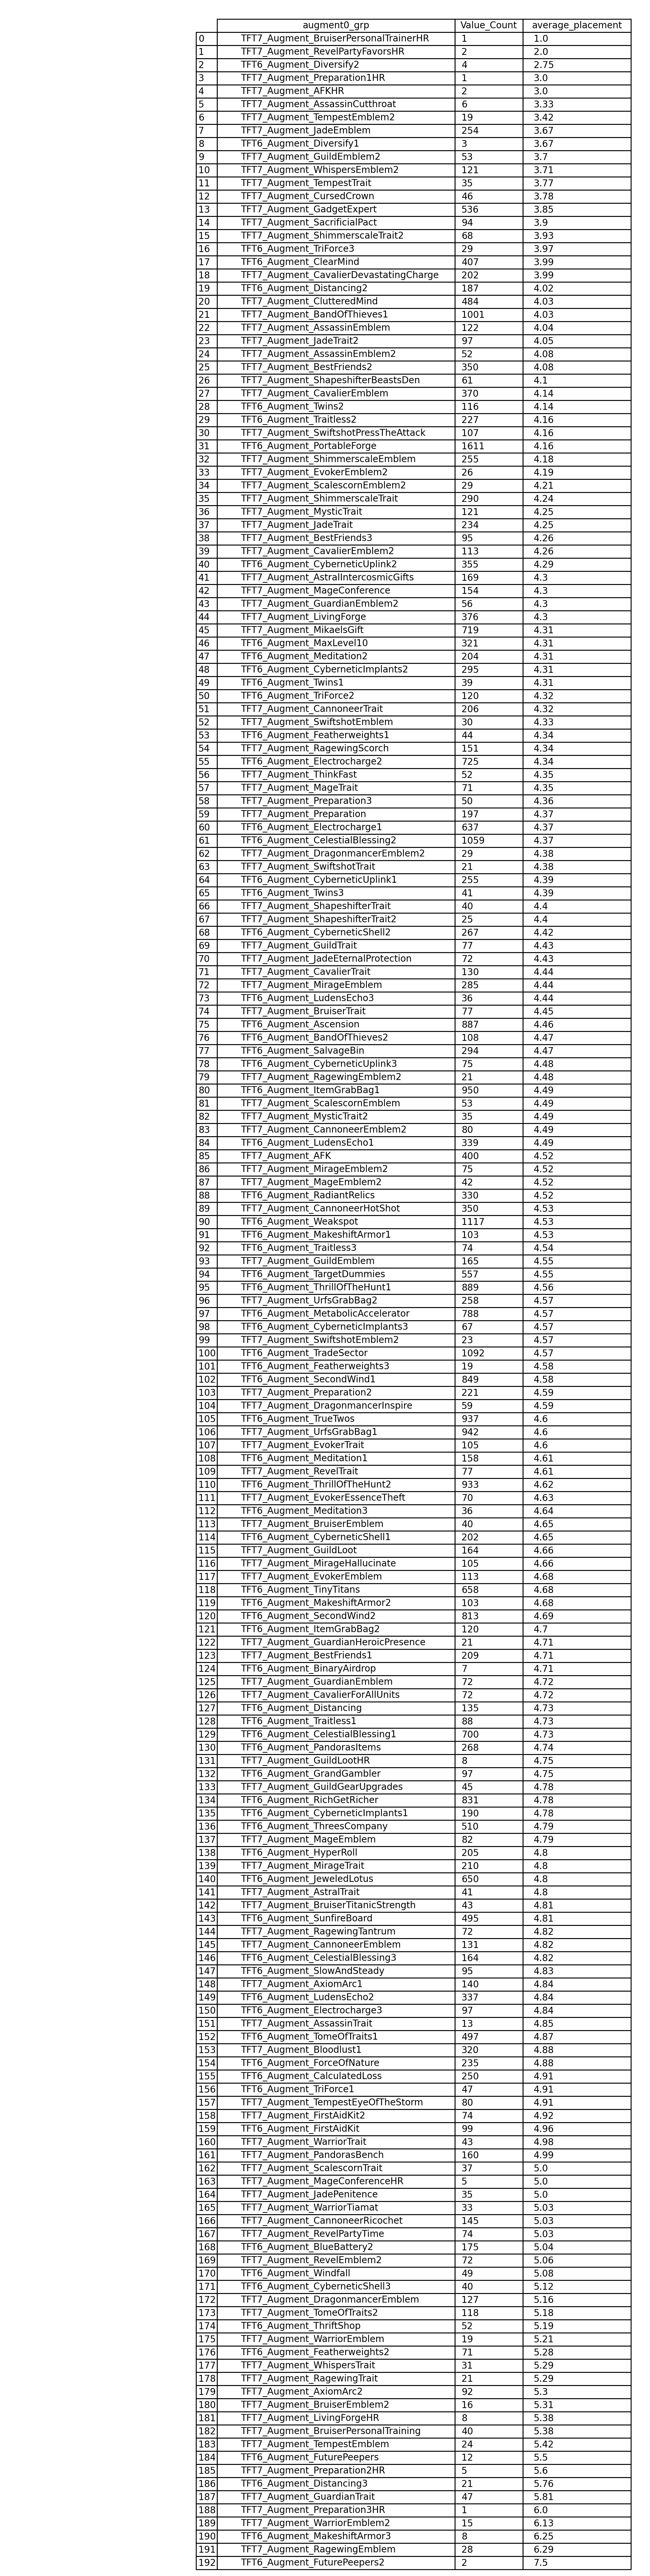 augment0_grp Value_Count average_placement
0 TFT7_Augment_BruiserPersonalTrainerHR 1 1.0
1 TFT7_Augment_RevelPartyFavorsHR 2 2.0
2 TFT6_Augment_Diversify2 4 2.75
3 TFT7_Augment_Preparation1HR 1 3.0
4 TFT7_Augment_AFKHR 2 3.0
5 TFT7_Augment_AssassinCutthroat 6 3.33
6 TFT7_Augment_TempestEmblem2 19 3.42
7 TFT7_Augment_JadeEmblem 254 3.67
8 TFT6_Augment_Diversify1 3 3.67
9 TFT7_Augment_GuildEmblem2 53 3.7
10 TFT7_Augment_WhispersEmblem2 121 3.71
11 TFT7_Augment_TempestTrait 35 3.77
12 TFT7_Augment_CursedCrown 46 3.78
13 TFT7_Augment_GadgetExpert 536 3.85
14 TFT7_Augment_SacrificialPact 94 3.9
15 TFT7_Augment_ShimmerscaleTrait2 68 3.93
16 TFT6_Augment_TriForce3 29 3.97
17 TFT6_Augment_ClearMind 407 3.99
18 TFT7_Augment_CavalierDevastatingCharge 202 3.99
19 TFT6_Augment_Distancing2 187 4.02
20 TFT7_Augment_ClutteredMind 484 4.03
21 TFT7_Augment_BandOfThieves1 1001 4.03
22 TFT7_Augment_AssassinEmblem 122 4.04
23 TFT7_Augment_JadeTrait2 97 4.05
24 TFT7_Augment_AssassinEmblem2 52 4.08
25 TFT7_Augment_BestFriends2 350 4.08
26 TFT7_Augment_ShapeshifterBeastsDen 61 4.1
27 TFT7_Augment_CavalierEmblem 370 4.14
28 TFT6_Augment_Twins2 116 4.14
29 TFT6_Augment_Traitless2 227 4.16
30 TFT7_Augment_SwiftshotPressTheAttack 107 4.16
31 TFT6_Augment_PortableForge 1611 4.16
32 TFT7_Augment_ShimmerscaleEmblem 255 4.18
33 TFT7_Augment_EvokerEmblem2 26 4.19
34 TFT7_Augment_ScalescornEmblem2 29 4.21
35 TFT7_Augment_ShimmerscaleTrait 290 4.24
36 TFT7_Augment_MysticTrait 121 4.25
37 TFT7_Augment_JadeTrait 234 4.25
38 TFT7_Augment_BestFriends3 95 4.26
39 TFT7_Augment_CavalierEmblem2 113 4.26
40 TFT6_Augment_CyberneticUplink2 355 4.29
41 TFT7_Augment_AstralIntercosmicGifts 169 4.3
42 TFT7_Augment_MageConference 154 4.3
43 TFT7_Augment_GuardianEmblem2 56 4.3
44 TFT7_Augment_LivingForge 376 4.3
45 TFT7_Augment_MikaelsGift 719 4.31
46 TFT7_Augment_MaxLevel10 321 4.31
47 TFT6_Augment_Meditation2 204 4.31
48 TFT6_Augment_CyberneticImplants2 295 4.31
49 TFT6_Augment_Twins1 39 4.31
50 TFT6_Augment_TriForce2 120 4.32
51 TFT7_Augment_CannoneerTrait 206 4.32
52 TFT7_Augment_SwiftshotEmblem 30 4.33
53 TFT6_Augment_Featherweights1 44 4.34
54 TFT7_Augment_RagewingScorch 151 4.34
55 TFT6_Augment_Electrocharge2 725 4.34
56 TFT7_Augment_ThinkFast 52 4.35
57 TFT7_Augment_MageTrait 71 4.35
58 TFT7_Augment_Preparation3 50 4.36
59 TFT7_Augment_Preparation 197 4.37
60 TFT6_Augment_Electrocharge1 637 4.37
61 TFT6_Augment_CelestialBlessing2 1059 4.37
62 TFT7_Augment_DragonmancerEmblem2 29 4.38
63 TFT7_Augment_SwiftshotTrait 21 4.38
64 TFT6_Augment_CyberneticUplink1 255 4.39
65 TFT6_Augment_Twins3 41 4.39
66 TFT7_Augment_ShapeshifterTrait 40 4.4
67 TFT7_Augment_ShapeshifterTrait2 25 4.4
68 TFT6_Augment_CyberneticShell2 267 4.42
69 TFT7_Augment_GuildTrait 77 4.43
70 TFT7_Augment_JadeEternalProtection 72 4.43
71 TFT7_Augment_CavalierTrait 130 4.44
72 TFT7_Augment_MirageEmblem 285 4.44
73 TFT6_Augment_LudensEcho3 36 4.44
74 TFT7_Augment_BruiserTrait 77 4.45
75 TFT6_Augment_Ascension 887 4.46
76 TFT7_Augment_BandOfThieves2 108 4.47
77 TFT6_Augment_SalvageBin 294 4.47
78 TFT6_Augment_CyberneticUplink3 75 4.48
79 TFT7_Augment_RagewingEmblem2 21 4.48
80 TFT6_Augment_ItemGrabBag1 950 4.49
81 TFT7_Augment_ScalescornEmblem 53 4.49
82 TFT7_Augment_MysticTrait2 35 4.49
83 TFT7_Augment_CannoneerEmblem2 80 4.49
84 TFT6_Augment_LudensEcho1 339 4.49
85 TFT7_Augment_AFK 400 4.52
86 TFT7_Augment_MirageEmblem2 75 4.52
87 TFT7_Augment_MageEmblem2 42 4.52
88 TFT6_Augment_RadiantRelics 330 4.52
89 TFT7_Augment_CannoneerHotShot 350 4.53
90 TFT6_Augment_Weakspot 1117 4.53
91 TFT6_Augment_MakeshiftArmor1 103 4.53
92 TFT6_Augment_Traitless3 74 4.54
93 TFT7_Augment_GuildEmblem 165 4.55
94 TFT6_Augment_TargetDummies 557 4.55
95 TFT6_Augment_ThrillOfTheHunt1 889 4.56
96 TFT7_Augment_UrfsGrabBag2 258 4.57
97 TFT6_Augment_MetabolicAccelerator 788 4.57
98 TFT6_Augment_CyberneticImplants3 67 4.57
99 TFT7_Augment_SwiftshotEmblem2 23 4.57
100 TFT6_Augment_TradeSector 1092 4.57
101 TFT6_Augment_Featherweights3 19 4.58
102 TFT6_Augment_SecondWind1 849 4.58
103 TFT7_Augment_Preparation2 221 4.59
104 TFT7_Augment_DragonmancerInspire 59 4.59
105 TFT6_Augment_TrueTwos 937 4.6
106 TFT7_Augment_UrfsGrabBag1 942 4.6
107 TFT7_Augment_EvokerTrait 105 4.6
108 TFT6_Augment_Meditation1 158 4.61
109 TFT7_Augment_RevelTrait 77 4.61
110 TFT6_Augment_ThrillOfTheHunt2 933 4.62
111 TFT7_Augment_EvokerEssenceTheft 70 4.63
112 TFT6_Augment_Meditation3 36 4.64
113 TFT7_Augment_BruiserEmblem 40 4.65
114 TFT6_Augment_CyberneticShell1 202 4.65
115 TFT7_Augment_GuildLoot 164 4.66
116 TFT7_Augment_MirageHallucinate 105 4.66
117 TFT7_Augment_EvokerEmblem 113 4.68
118 TFT6_Augment_TinyTitans 658 4.68
119 TFT6_Augment_MakeshiftArmor2 103 4.68
120 TFT6_Augment_SecondWind2 813 4.69
121 TFT6_Augment_ItemGrabBag2 120 4.7
122 TFT7_Augment_GuardianHeroicPresence 21 4.71
123 TFT7_Augment_BestFriends1 209 4.71
124 TFT6_Augment_BinaryAirdrop 7 4.71
125 TFT7_Augment_GuardianEmblem 72 4.72
126 TFT7_Augment_CavalierForAllUnits 72 4.72
127 TFT6_Augment_Distancing 135 4.73
128 TFT6_Augment_Traitless1 88 4.73
129 TFT6_Augment_CelestialBlessing1 700 4.73
130 TFT6_Augment_PandorasItems 268 4.74
131 TFT7_Augment_GuildLootHR 8 4.75
132 TFT6_Augment_GrandGambler 97 4.75
133 TFT7_Augment_GuildGearUpgrades 45 4.78
134 TFT6_Augment_RichGetRicher 831 4.78
135 TFT6_Augment_CyberneticImplants1 190 4.78
136 TFT6_Augment_ThreesCompany 510 4.79
137 TFT7_Augment_MageEmblem 82 4.79
138 TFT6_Augment_HyperRoll 205 4.8
139 TFT7_Augment_MirageTrait 210 4.8
140 TFT6_Augment_JeweledLotus 650 4.8
141 TFT7_Augment_AstralTrait 41 4.8
142 TFT7_Augment_BruiserTitanicStrength 43 4.81
143 TFT6_Augment_SunfireBoard 495 4.81
144 TFT7_Augment_RagewingTantrum 72 4.82
145 TFT7_Augment_CannoneerEmblem 131 4.82
146 TFT6_Augment_CelestialBlessing3 164 4.82
147 TFT6_Augment_SlowAndSteady 95 4.83
148 TFT7_Augment_AxiomArc1 140 4.84
149 TFT6_Augment_LudensEcho2 337 4.84
150 TFT6_Augment_Electrocharge3 97 4.84
151 TFT7_Augment_AssassinTrait 13 4.85
152 TFT6_Augment_TomeOfTraits1 497 4.87
153 TFT7_Augment_Bloodlust1 320 4.88
154 TFT6_Augment_ForceOfNature 235 4.88
155 TFT6_Augment_CalculatedLoss 250 4.91
156 TFT6_Augment_TriForce1 47 4.91
157 TFT7_Augment_TempestEyeOfTheStorm 80 4.91
158 TFT7_Augment_FirstAidKit2 74 4.92
159 TFT6_Augment_FirstAidKit 99 4.96
160 TFT7_Augment_WarriorTrait 43 4.98
161 TFT7_Augment_PandorasBench 160 4.99
162 TFT7_Augment_ScalescornTrait 37 5.0
163 TFT7_Augment_MageConferenceHR 5 5.0
164 TFT7_Augment_JadePenitence 35 5.0
165 TFT7_Augment_WarriorTiamat 33 5.03
166 TFT7_Augment_CannoneerRicochet 145 5.03
167 TFT7_Augment_RevelPartyTime 74 5.03
168 TFT6_Augment_BlueBattery2 175 5.04
169 TFT7_Augment_RevelEmblem2 72 5.06
170 TFT6_Augment_Windfall 49 5.08
171 TFT6_Augment_CyberneticShell3 40 5.12
172 TFT7_Augment_DragonmancerEmblem 127 5.16
173 TFT7_Augment_TomeOfTraits2 118 5.18
174 TFT6_Augment_ThriftShop 52 5.19
175 TFT7_Augment_WarriorEmblem 19 5.21
176 TFT6_Augment_Featherweights2 71 5.28
177 TFT7_Augment_WhispersTrait 31 5.29
178 TFT7_Augment_RagewingTrait 21 5.29
179 TFT7_Augment_AxiomArc2 92 5.3
180 TFT7_Augment_BruiserEmblem2 16 5.31
181 TFT7_Augment_LivingForgeHR 8 5.38
182 TFT7_Augment_BruiserPersonalTraining 40 5.38
183 TFT7_Augment_TempestEmblem 24 5.42
184 TFT6_Augment_FuturePeepers 12 5.5
185 TFT7_Augment_Preparation2HR 5 5.6
186 TFT6_Augment_Distancing3 21 5.76
187 TFT7_Augment_GuardianTrait 47 5.81
188 TFT7_Augment_Preparation3HR 1 6.0
189 TFT7_Augment_WarriorEmblem2 15 6.13
190 TFT6_Augment_MakeshiftArmor3 8 6.25
191 TFT7_Augment_RagewingEmblem 28 6.29
192 TFT6_Augment_FuturePeepers2 2 7.5